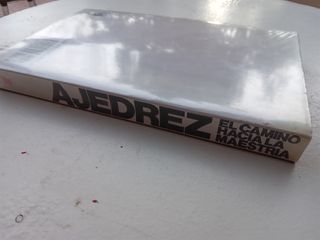 AJEDREZ
EL CAMINO
HACIA LA
MAESTRIA